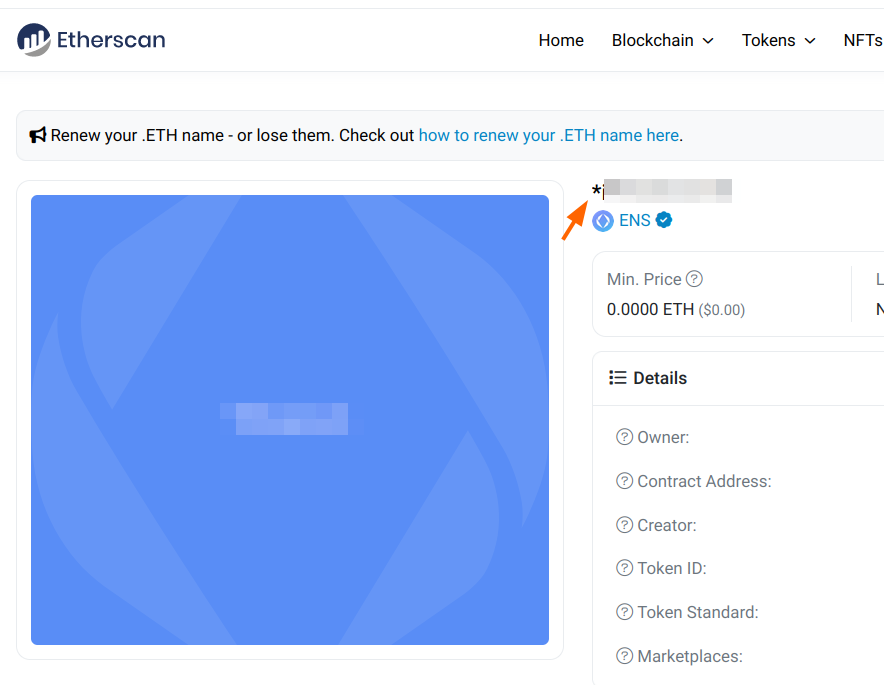 Etherscan
Home Blockchain Tokens NFTs
Renew your .ETH name - or lose them. Check out how to renew your .ETH name here.
ENS
Min. Price
0.0000 ETH ($0.00)
Details
Owner:
Contract Address:
Creator:
Token ID:
Token Standard:
Marketplaces: